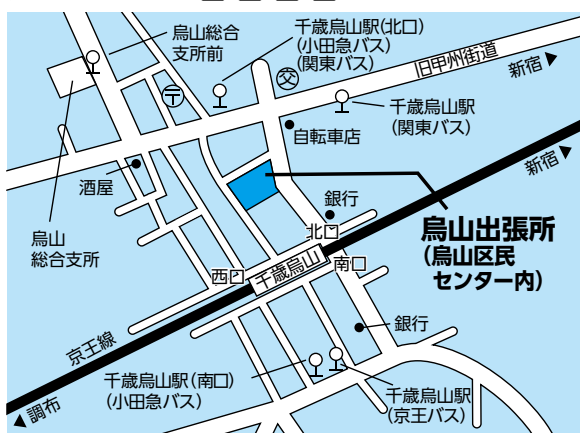 烏山総合
支所前
千歳烏山駅(北口)
(小田急バス)
(関東バス)
旧甲州街道
新宿▶
〒
交
千歳烏山駅
(関東バス)
自転車店
新宿▶
酒屋
銀行
烏山
総合支所
北口
烏山出張所
(烏山区民
センター内)
西口
千歳烏山
南口
京王線
銀行
千歳烏山駅(南口)
(小田急バス)
千歳烏山駅
(京王バス)
◀調布